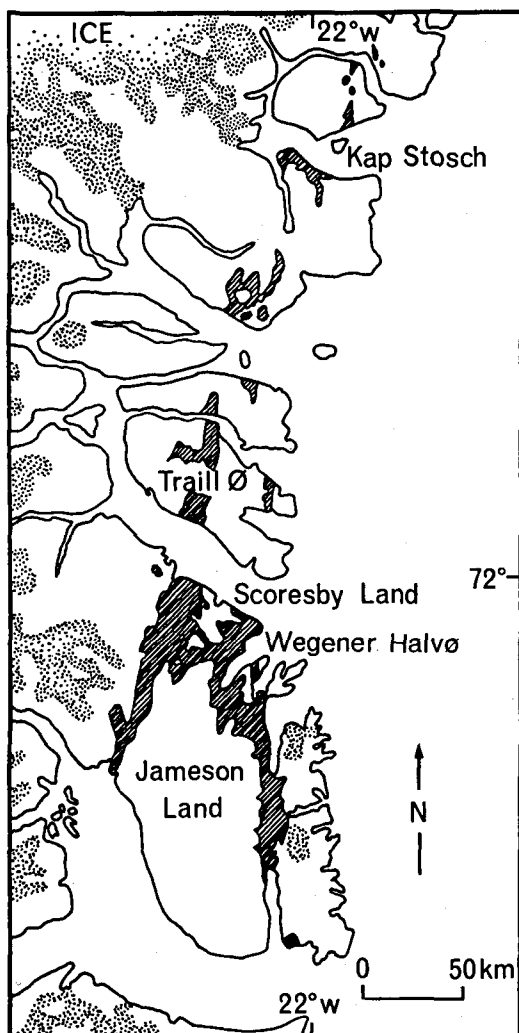 ICE
22°W
Kap Stosch
Traill Ø
72°
Scoresby Land
Wegener Halvø
Jameson
Land
N
0 50km
22°W